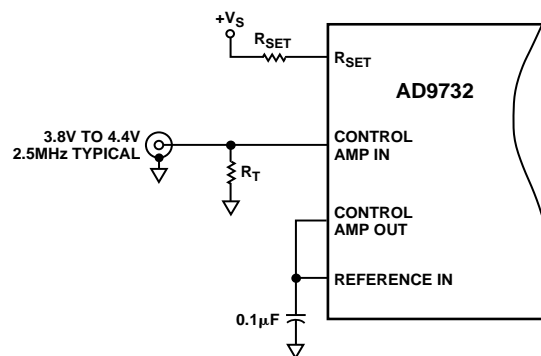 +VS
RSET
RSET
AD9732
3.8V TO 4.4V
2.5MHz TYPICAL
CONTROL
AMP IN
RT
CONTROL
AMP OUT
REFERENCE IN
0.1µF